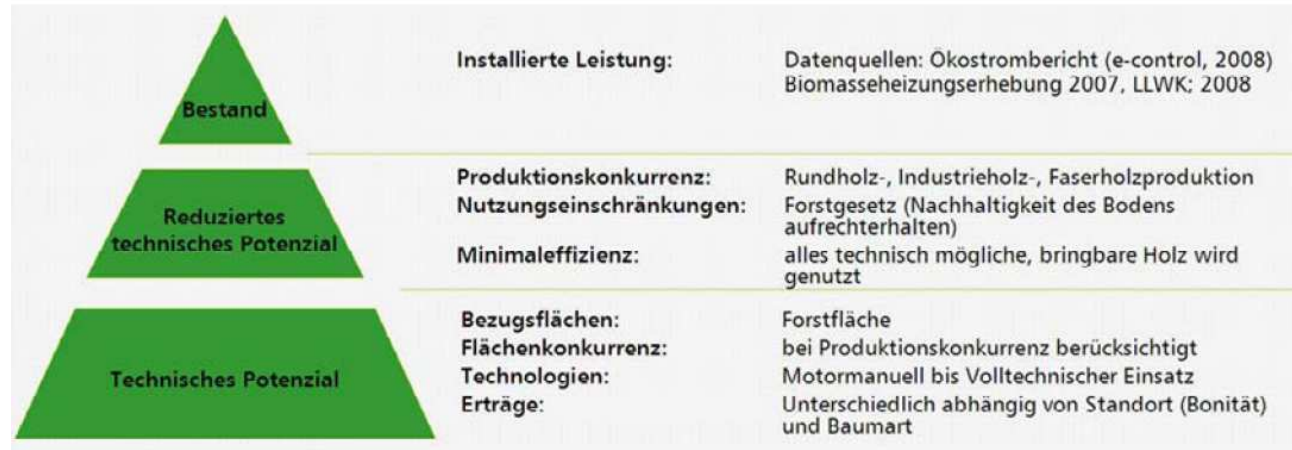 Bestand
Installierte Leistung: Datenquellen: Ökostrombericht (e-control, 2008)
Biomasseheizungserhebung 2007, LLWK; 2008
Reduziertes
technisches Potenzial
Produktionskonkurrenz: Rundholz-, Industrieholz-, Faserholzproduktion
Nutzungseinschränkungen: Forstgesetz (Nachhaltigkeit des Bodens
aufrechterhalten)
Minimaleffizienz: alles technisch mögliche, bringbare Holz wird
genutzt
Technisches Potenzial
Bezugsflächen: Forstfläche
Flächenkonkurrenz: bei Produktionskonkurrenz berücksichtigt
Technologien: Motormanuell bis Volltechnischer Einsatz
Erträge: Unterschiedlich abhängig von Standort (Bonität)
und Baumart